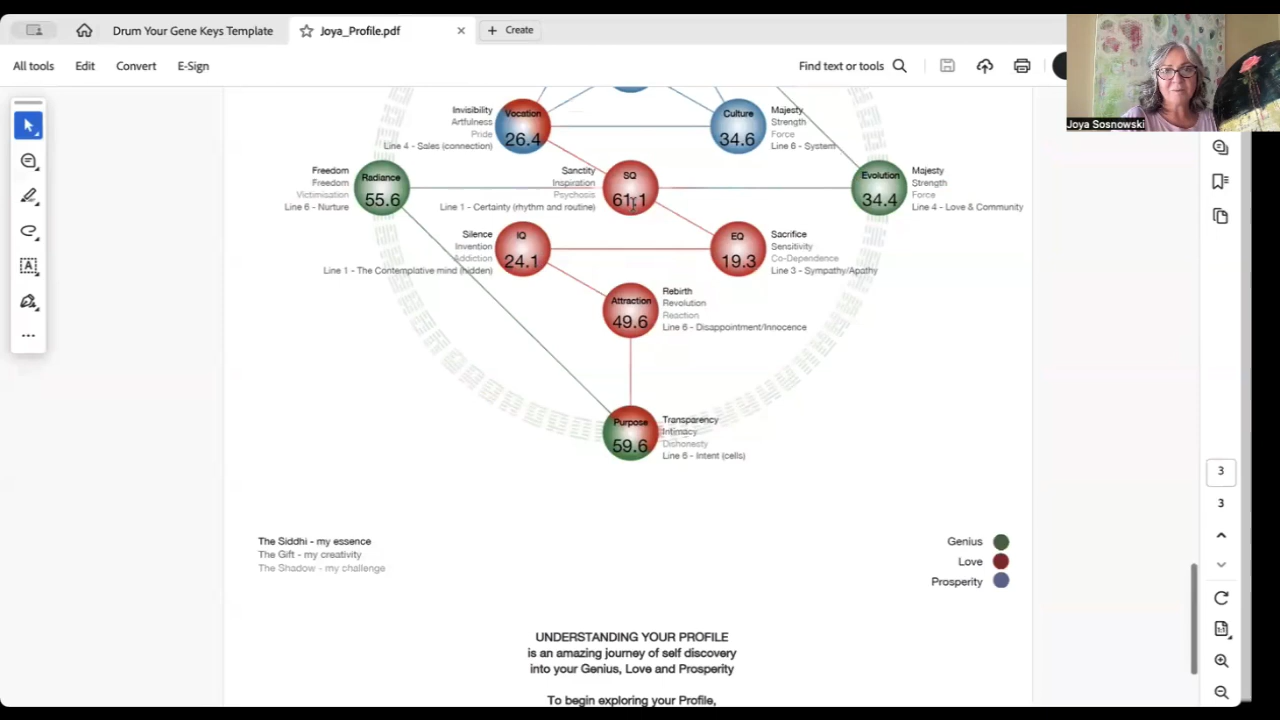 Drum Your Gene Keys Template
Joya_Profile.pdf
Create
All tools
Edit
Convert
E-Sign
Find text or tools
Joya Sosnowski
Invisibility
Artfulness
Pride
Line 4 - Sales (connection)
Vocation
26.4
Culture
34.6
Majesty
Strength
Force
Line 6 - System
Freedom
Freedom
Victimisation
Line 6 - Nurture
Radiance
55.6
Sanctity
Inspiration
Psychosis
Line 1 - Certainty (rhythm and routine)
SQ
61.1
Evolution
34.4
Majesty
Strength
Force
Line 4 - Love & Community
Silence
Invention
Addiction
Line 1 - The Contemplative mind (hidden)
IQ
24.1
EQ
19.3
Sacrifice
Sensitivity
Co-Dependence
Line 3 - Sympathy/Apathy
Attraction
49.6
Rebirth
Revolution
Reaction
Line 6 - Disappointment/Innocence
Purpose
59.6
Transparency
Intimacy
Dishonesty
Line 6 - Intent (cells)
3
3
The Siddhi - my essence
The Gift - my creativity
The Shadow - my challenge
Genius
Love
Prosperity
UNDERSTANDING YOUR PROFILE
is an amazing journey of self discovery
into your Genius, Love and Prosperity
To begin exploring your Profile,